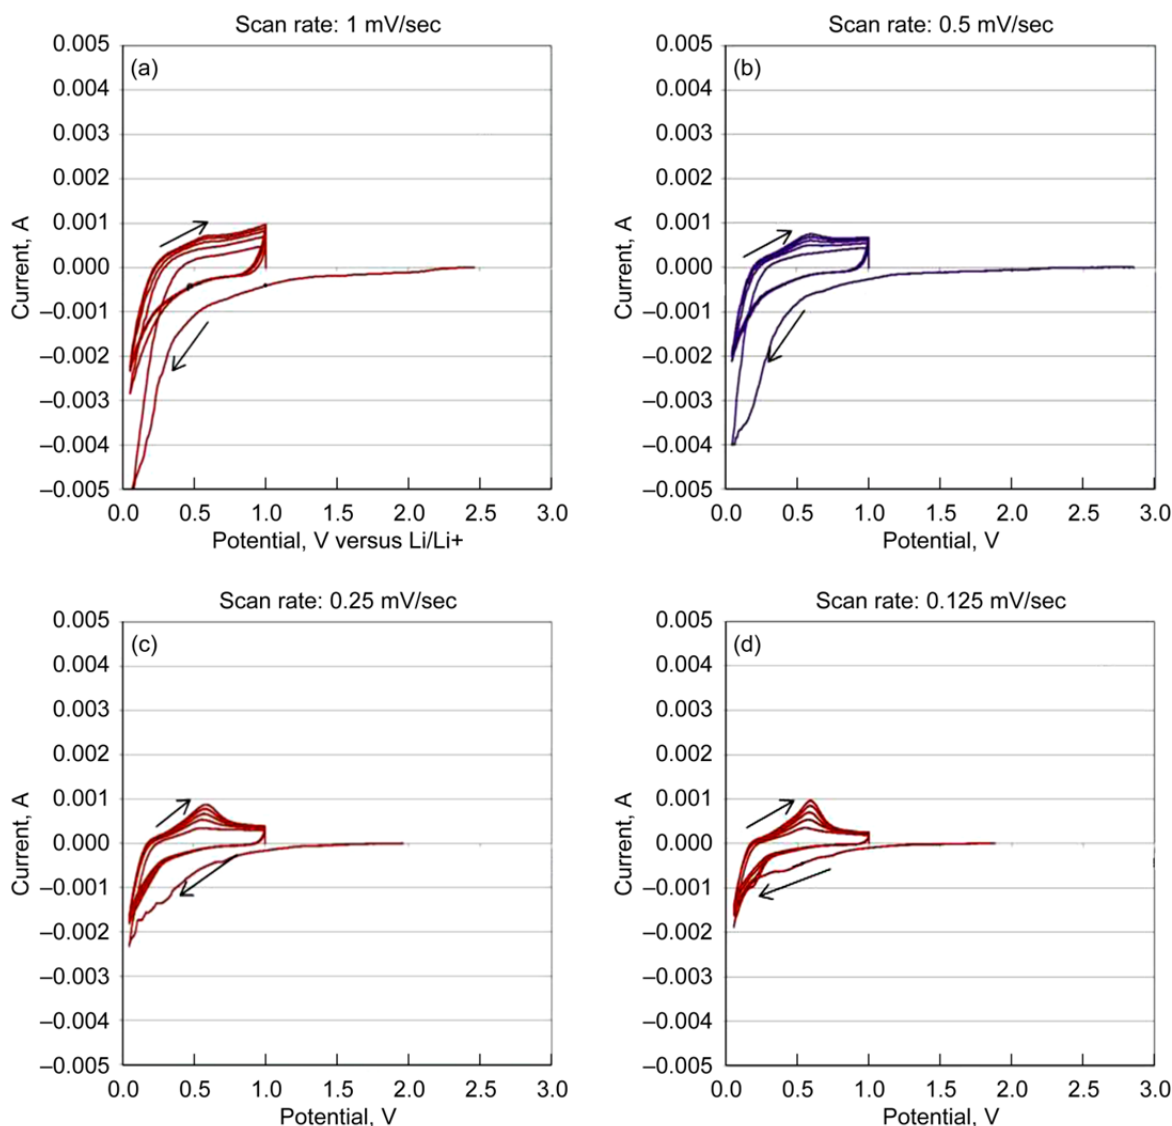 Scan rate: 1 mV/sec
(a)
0.005
0.004
0.003
0.002
0.001
0.000
–0.001
–0.002
–0.003
–0.004
–0.005
Current, A
0.0 0.5 1.0 1.5 2.0 2.5 3.0
Potential, V versus Li/Li+
Scan rate: 0.5 mV/sec
(b)
0.005
0.004
0.003
0.002
0.001
0.000
–0.001
–0.002
–0.003
–0.004
–0.005
Current, A
0.0 0.5 1.0 1.5 2.0 2.5 3.0
Potential, V
Scan rate: 0.25 mV/sec
(c)
0.005
0.004
0.003
0.002
0.001
0.000
–0.001
–0.002
–0.003
–0.004
–0.005
Current, A
0.0 0.5 1.0 1.5 2.0 2.5 3.0
Potential, V
Scan rate: 0.125 mV/sec
(d)
0.005
0.004
0.003
0.002
0.001
0.000
–0.001
–0.002
–0.003
–0.004
–0.005
Current, A
0.0 0.5 1.0 1.5 2.0 2.5 3.0
Potential, V